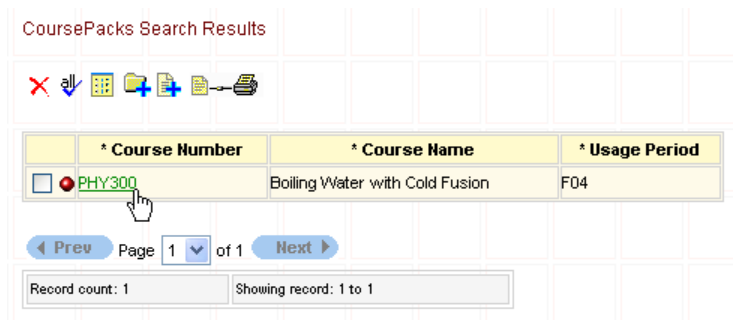 CoursePacks Search Results
all
* Course Number * Course Name * Usage Period
PHY300 Boiling Water with Cold Fusion F04
Prev Page 1 of 1 Next
Record count: 1 Showing record: 1 to 1